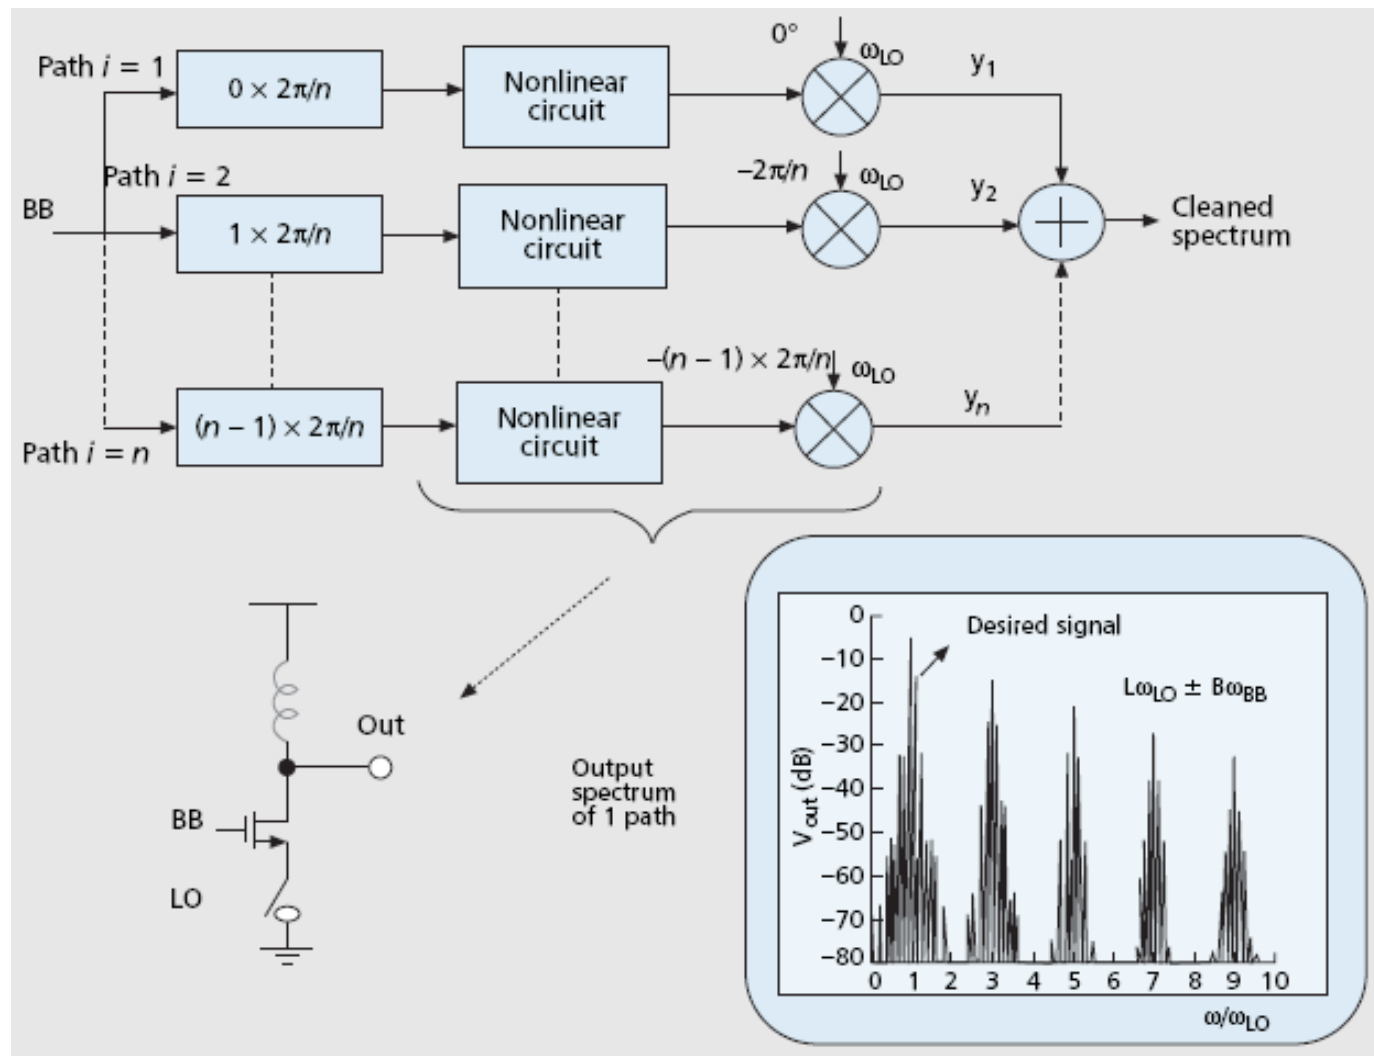 Path i = 1
0 × 2π/n
Nonlinear
circuit
0°
ωLO
y1
Path i = 2
BB
1 × 2π/n
Nonlinear
circuit
–2π/n
ωLO
y2
Cleaned
spectrum
Path i = n
(n – 1) × 2π/n
Nonlinear
circuit
–(n – 1) × 2π/n
ωLO
yn
Out
BB
LO
Output
spectrum
of 1 path
Desired signal
LωLO ± BωBB
Vout (dB)
0
–10
–20
–30
–40
–50
–60
–70
–80
0 1 2 3 4 5 6 7 8 9 10
ω/ωLO